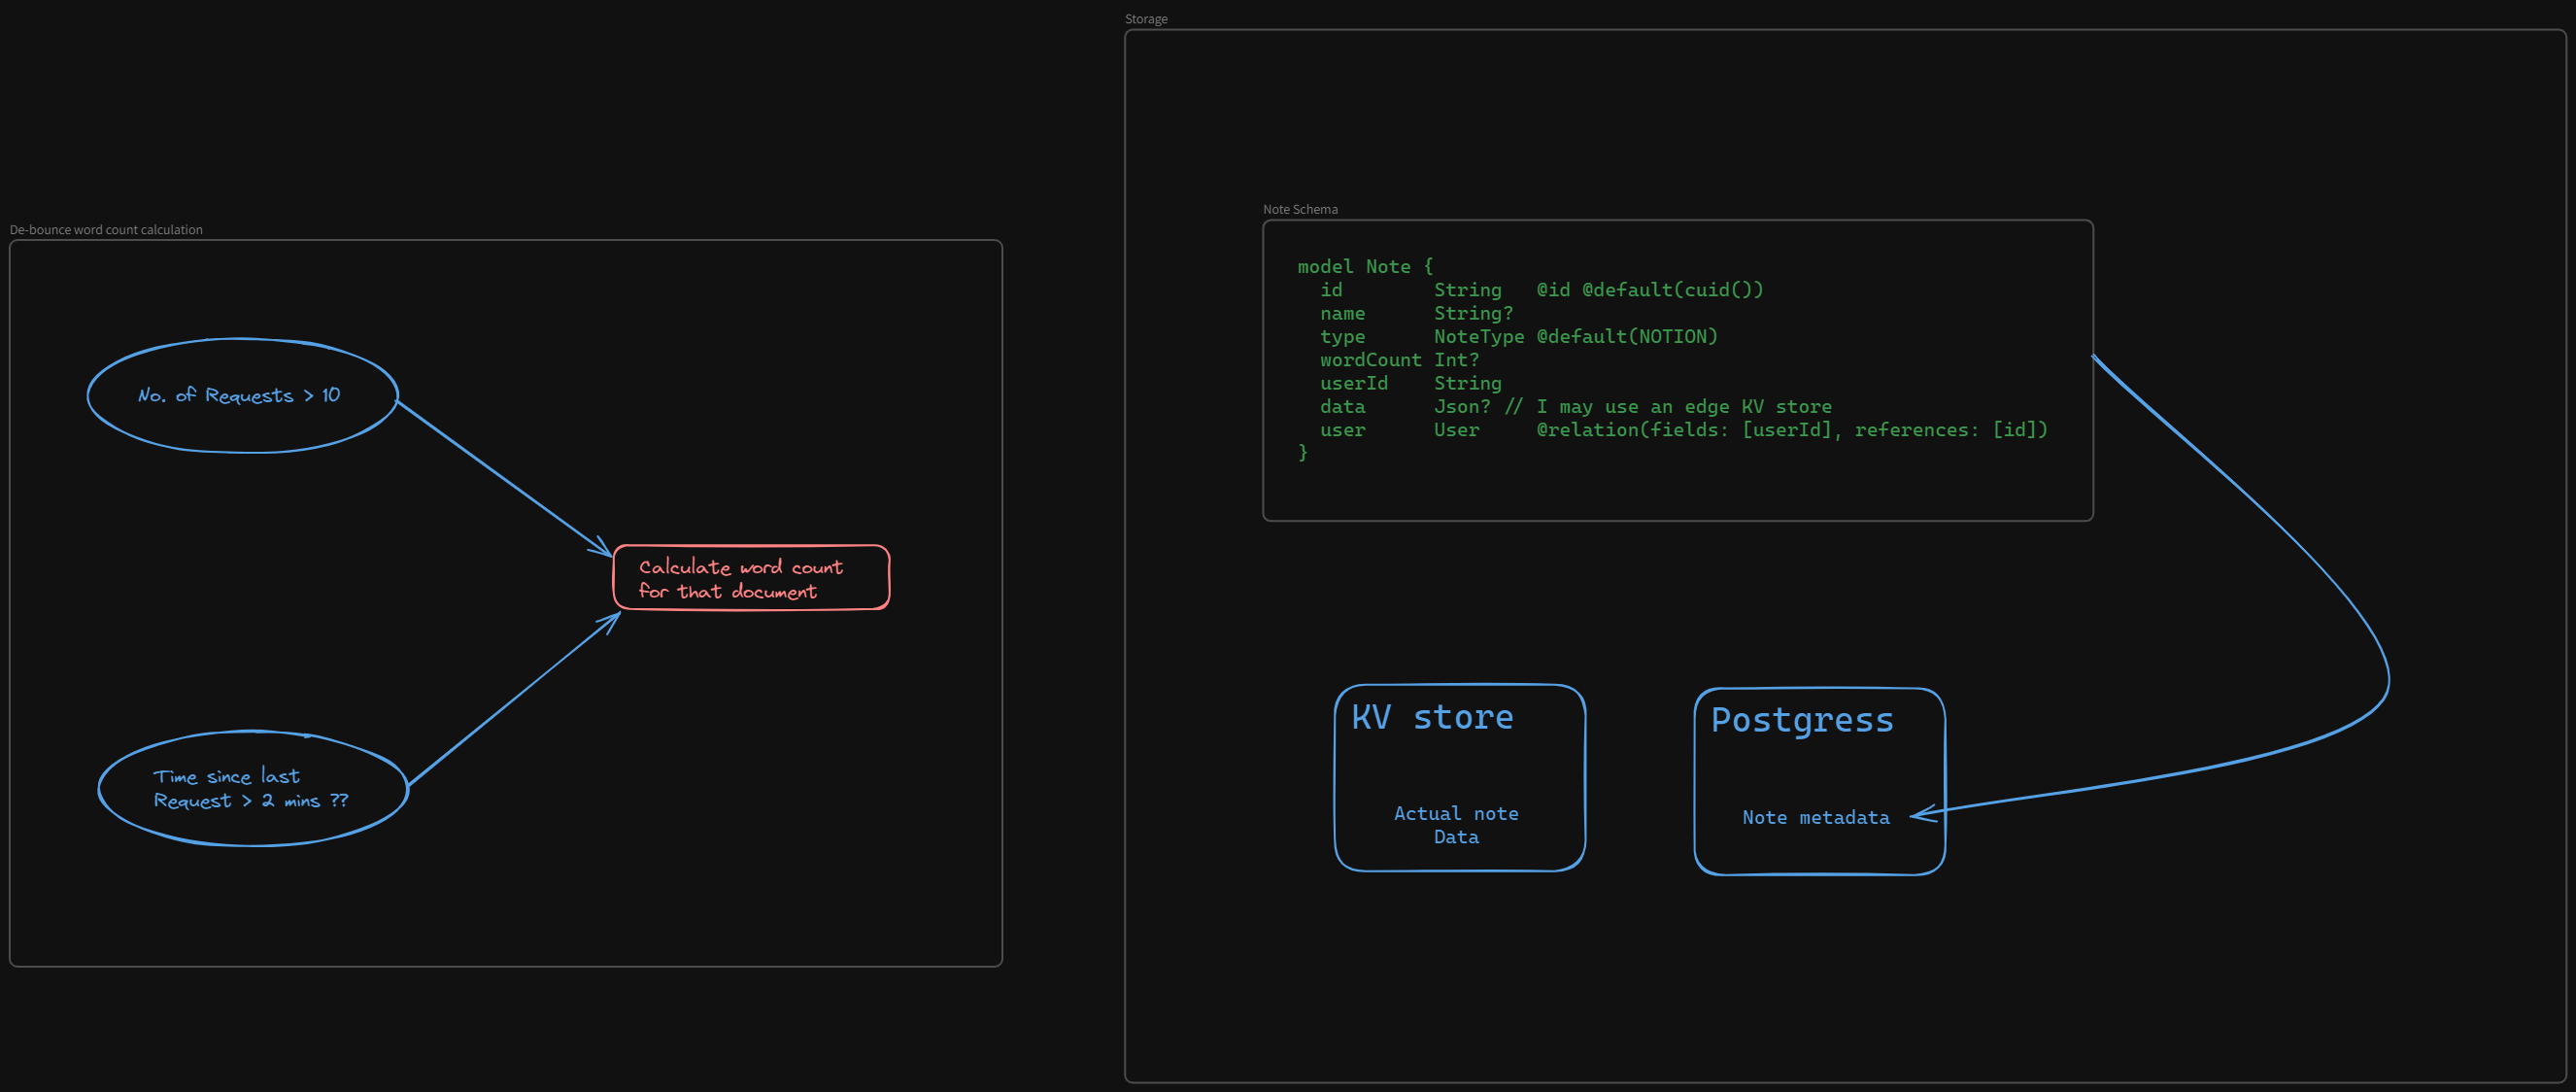 De-bounce word count calculation
No. of Requests > 10
Calculate word count
for that document
Time since last
Request > 2 mins ??
Storage
Note Schema
model Note {
  id        String   @id @default(cuid())
  name      String?
  type      NoteType @default(NOTION)
  wordCount Int?
  userId    String
  data      Json? // I may use an edge KV store
  user      User     @relation(fields: [userId], references: [id])
}
KV store
Actual note
Data
Postgress
Note metadata